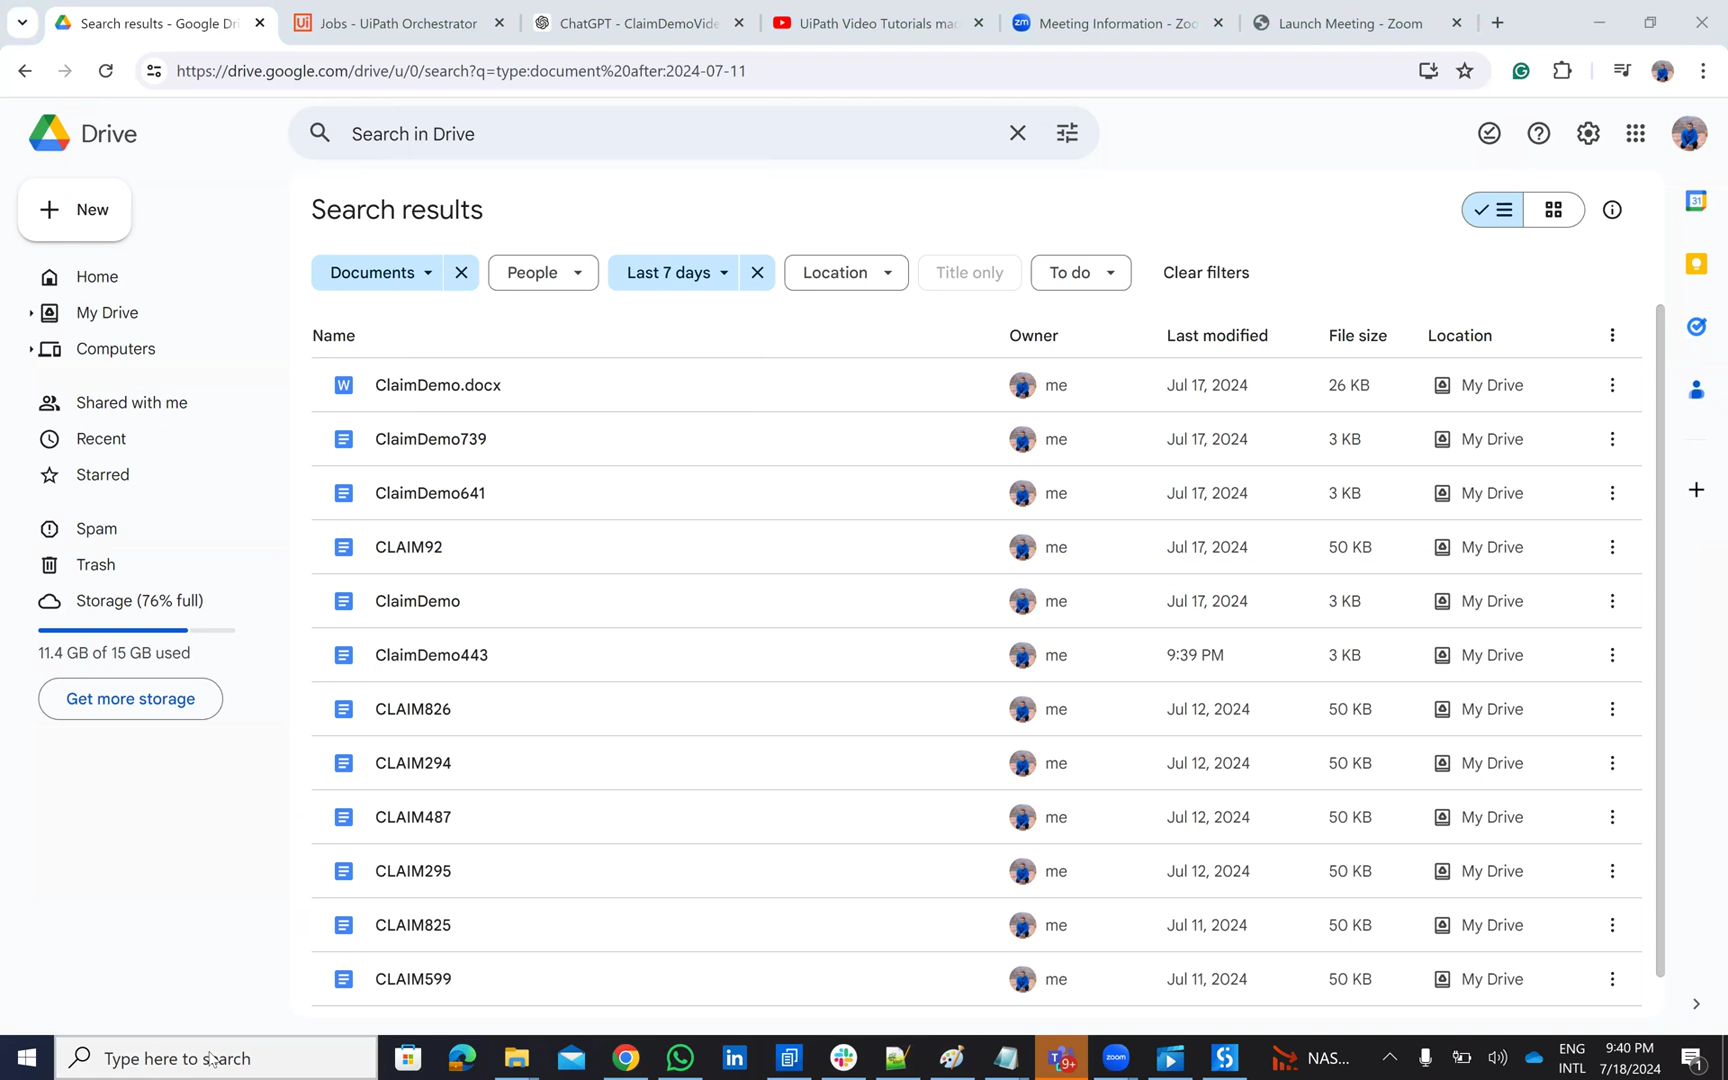 Search results - Google Dri
Jobs - UiPath Orchestrator
ChatGPT - ClaimDemoVide
UiPath Video Tutorials mad
Meeting Information - Zoo
Launch Meeting - Zoom
https://drive.google.com/drive/u/0/search?q=type:document%20after:2024-07-11
Drive
Search in Drive
New
Home
My Drive
Computers
Shared with me
Recent
Starred
Spam
Trash
Storage (76% full)
11.4 GB of 15 GB used
Get more storage
Search results
Documents
People
Last 7 days
Location
Title only
To do
Clear filters
Name Owner Last modified File size Location
W ClaimDemo.docx me Jul 17, 2024 26 KB My Drive
ClaimDemo739 me Jul 17, 2024 3 KB My Drive
ClaimDemo641 me Jul 17, 2024 3 KB My Drive
CLAIM92 me Jul 17, 2024 50 KB My Drive
ClaimDemo me Jul 17, 2024 3 KB My Drive
ClaimDemo443 me 9:39 PM 3 KB My Drive
CLAIM826 me Jul 12, 2024 50 KB My Drive
CLAIM294 me Jul 12, 2024 50 KB My Drive
CLAIM487 me Jul 12, 2024 50 KB My Drive
CLAIM295 me Jul 12, 2024 50 KB My Drive
CLAIM825 me Jul 11, 2024 50 KB My Drive
CLAIM599 me Jul 11, 2024 50 KB My Drive
31
Type here to search
9+
zoom
NAS...
ENG
INTL
9:40 PM
7/18/2024
1